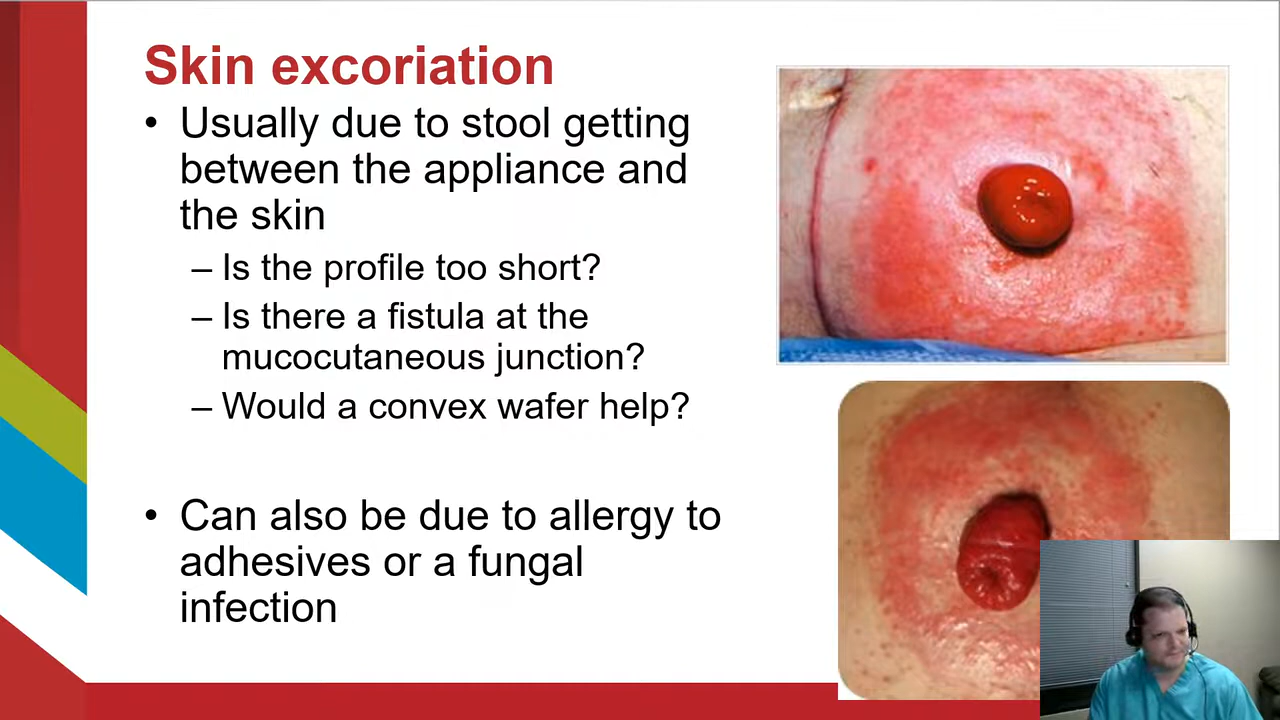 Skin excoriation
• Usually due to stool getting
between the appliance and
the skin
– Is the profile too short?
– Is there a fistula at the
mucocutaneous junction?
– Would a convex wafer help?
• Can also be due to allergy to
adhesives or a fungal
infection